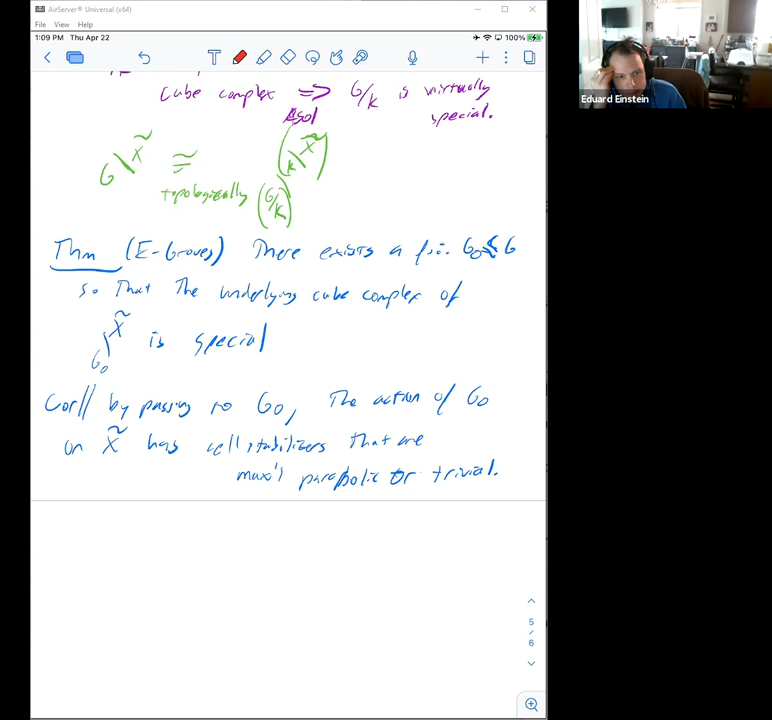 AirServer® Universal (x64)
File View Help
1:09 PM Thu Apr 22
100%
T
cube complex ⇒ G/K is virtually
special.
G\X̃ ≅ (K\X̃)
topologically (G/K)
Thm (E-Groves) There exists a f.i. G₀ ≤ G
so that the underlying cube complex of
G₀\X̃ is special
Cor// by passing to G₀, The action of G₀
on X̃ has cell stabilizers that are
max'l parabolic or trivial.
5
/
6
Eduard Einstein